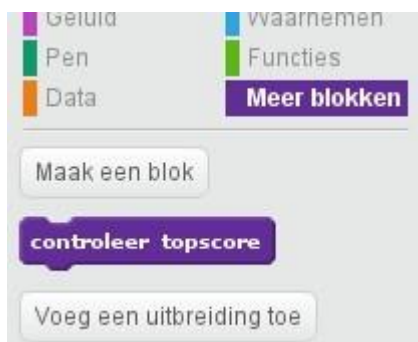 Geluid Waarnemen
Pen Functies
Data Meer blokken
Maak een blok
controleer topscore
Voeg een uitbreiding toe